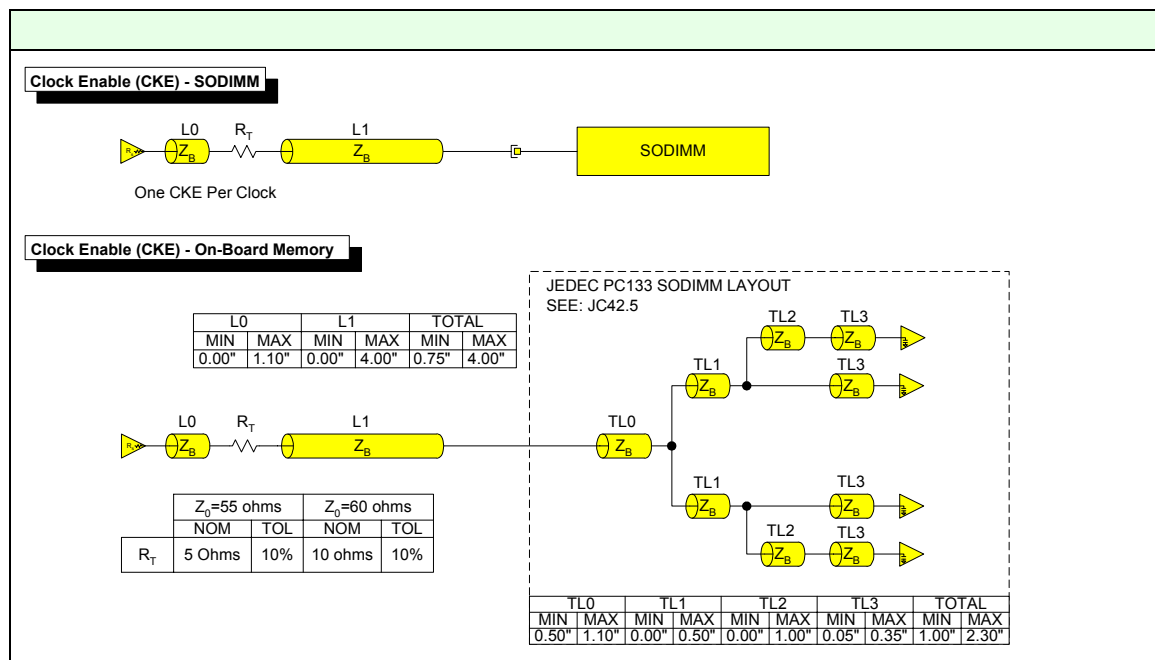 Clock Enable (CKE) - SODIMM
L0 R_T L1
Z_B Z_B SODIMM
One CKE Per Clock
Clock Enable (CKE) - On-Board Memory
JEDEC PC133 SODIMM LAYOUT
SEE: JC42.5
L0 L1 TOTAL
MIN MAX MIN MAX MIN MAX
0.00" 1.10" 0.00" 4.00" 0.75" 4.00"
TL2 TL3
Z_B Z_B
TL1 TL3
Z_B Z_B
L0 R_T L1 TL0
Z_B Z_B Z_B
TL1 TL3
Z_B Z_B
TL2 TL3
Z_B Z_B
Z_0=55 ohms Z_0=60 ohms
NOM TOL NOM TOL
R_T 5 Ohms 10% 10 ohms 10%
TL0 TL1 TL2 TL3 TOTAL
MIN MAX MIN MAX MIN MAX MIN MAX MIN MAX
0.50" 1.10" 0.00" 0.50" 0.00" 1.00" 0.05" 0.35" 1.00" 2.30"